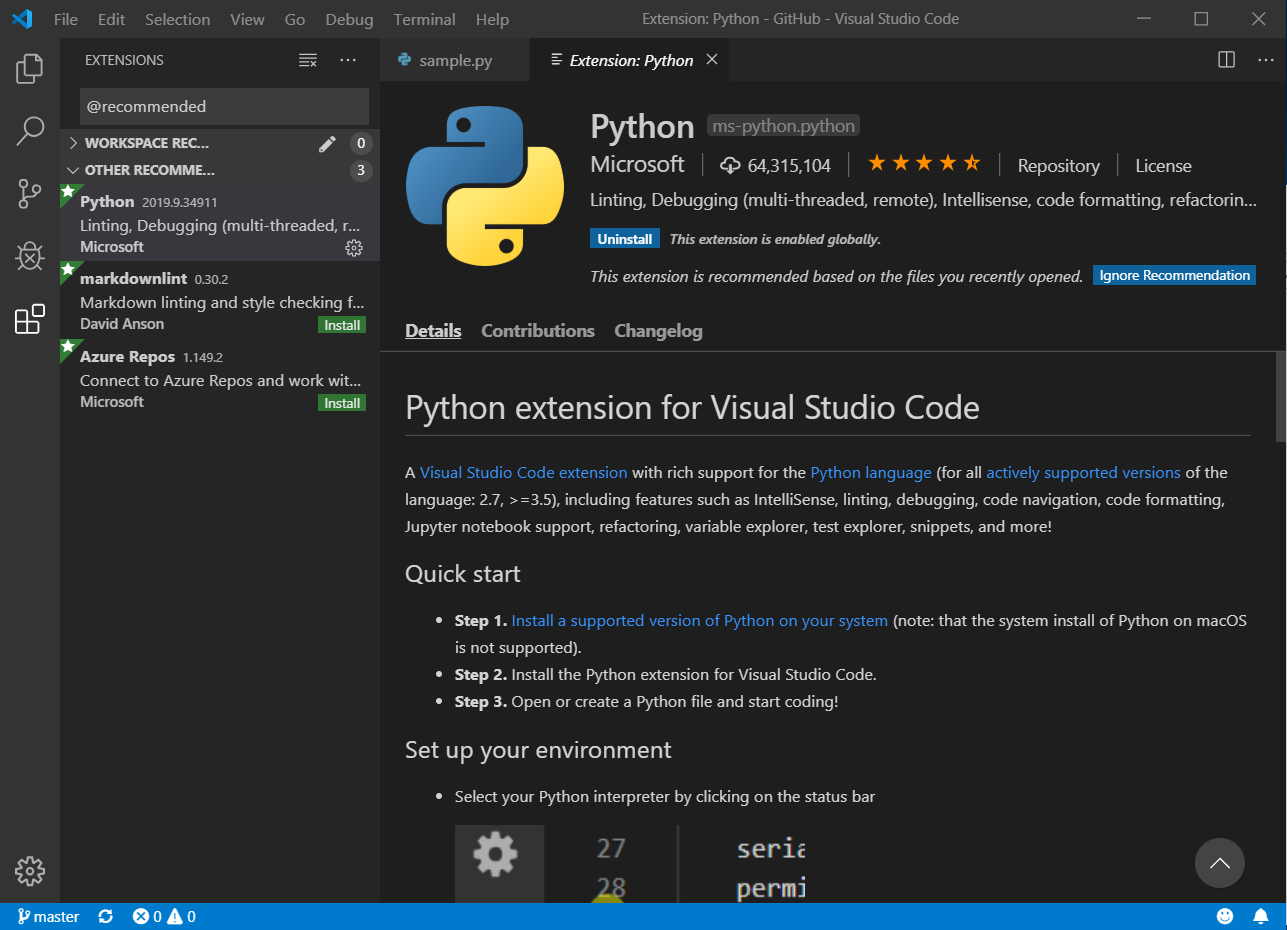 File Edit Selection View Go Debug Terminal Help
Extension: Python - GitHub - Visual Studio Code
EXTENSIONS
@recommended
WORKSPACE REC... 0
OTHER RECOMME... 3
Python 2019.9.34911
Linting, Debugging (multi-threaded, r...
Microsoft
markdownlint 0.30.2
Markdown linting and style checking f...
David Anson Install
Azure Repos 1.149.2
Connect to Azure Repos and work wit...
Microsoft Install
sample.py
Extension: Python
Python ms-python.python
Microsoft 64,315,104 Repository License
Linting, Debugging (multi-threaded, remote), Intellisense, code formatting, refactorin...
Uninstall This extension is enabled globally.
This extension is recommended based on the files you recently opened. Ignore Recommendation
Details Contributions Changelog
Python extension for Visual Studio Code
A Visual Studio Code extension with rich support for the Python language (for all actively supported versions of the
language: 2.7, >=3.5), including features such as IntelliSense, linting, debugging, code navigation, code formatting,
Jupyter notebook support, refactoring, variable explorer, test explorer, snippets, and more!
Quick start
Step 1. Install a supported version of Python on your system (note: that the system install of Python on macOS
is not supported).
Step 2. Install the Python extension for Visual Studio Code.
Step 3. Open or create a Python file and start coding!
Set up your environment
Select your Python interpreter by clicking on the status bar
27 seria
28 permi
master 0 0